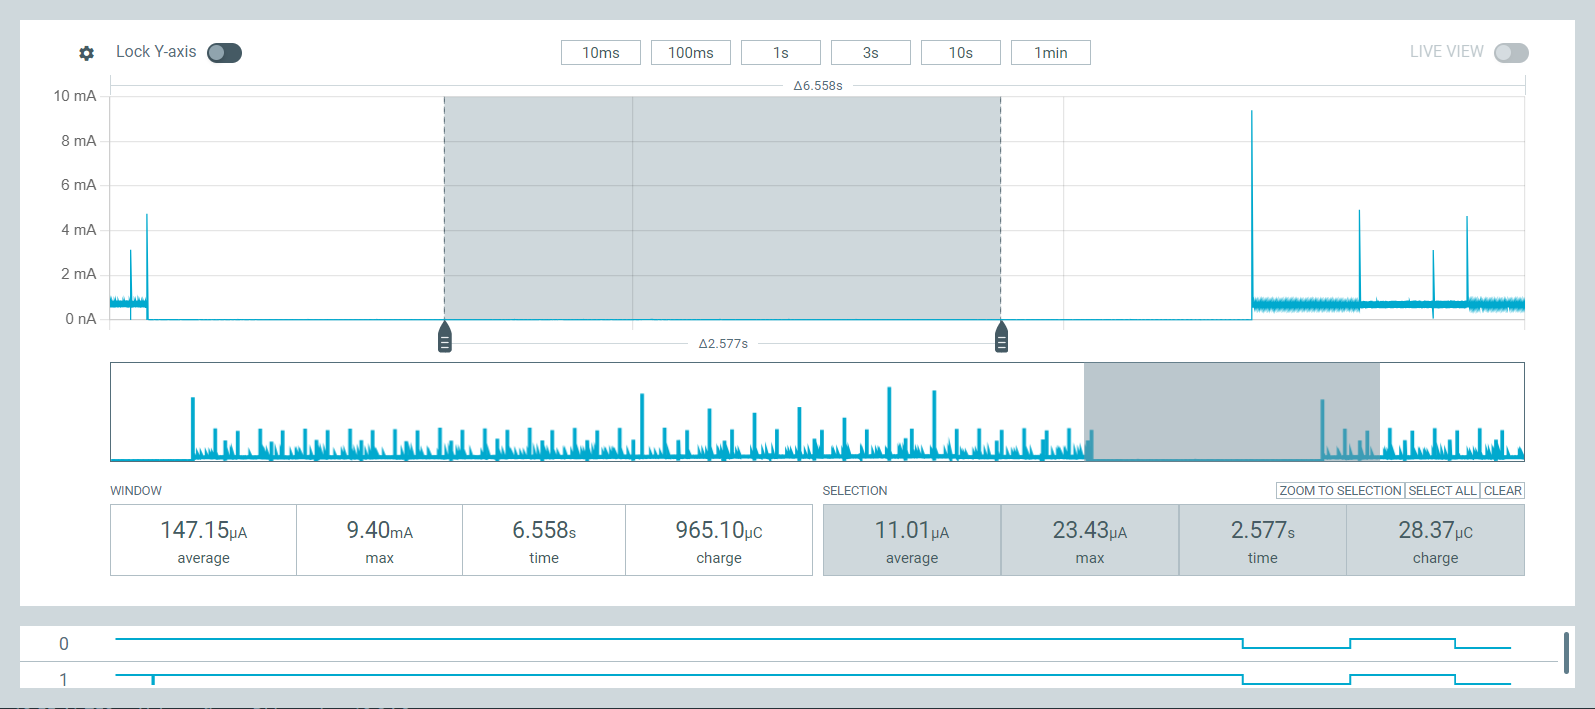 Lock Y-axis 10ms 100ms 1s 3s 10s 1min LIVE VIEW
Δ6.558s
10 mA
8 mA
6 mA
4 mA
2 mA
0 nA
Δ2.577s
WINDOW SELECTION ZOOM TO SELECTION SELECT ALL CLEAR
147.15µA 9.40mA 6.558s 965.10µC 11.01µA 23.43µA 2.577s 28.37µC
average max time charge average max time charge
0
1